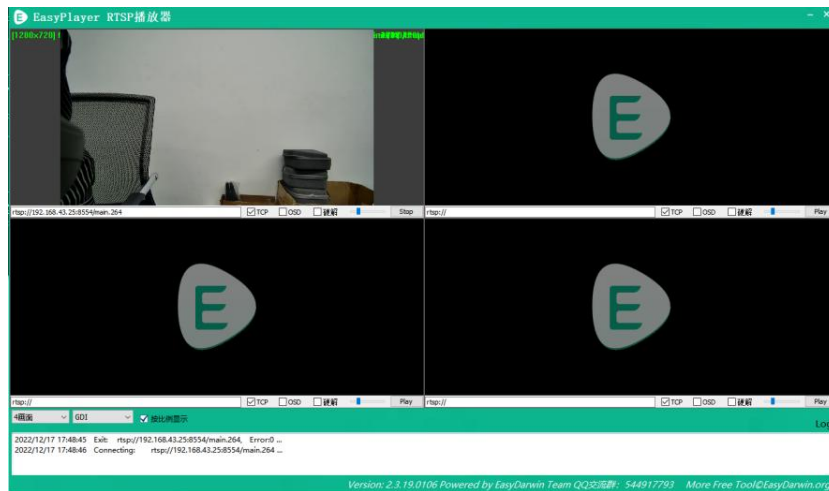 EasyPlayer RTSP播放器
[1280x720]
rtsp://192.168.43.25:8554/main.264 TCP OSD 硬解 Stop
rtsp:// TCP OSD 硬解 Play
rtsp:// TCP OSD 硬解 Play
rtsp:// TCP OSD 硬解 Play
4画面 GDI 按比例显示
Log
2022/12/17 17:48:45 Exit: rtsp://192.168.43.25:8554/main.264, Error:0 ...
2022/12/17 17:48:46 Connecting: rtsp://192.168.43.25:8554/main.264 ...
Version: 2.3.19.0106 Powered by EasyDarwin Team QQ交流群：544917793 More Free Tool©EasyDarwin.org